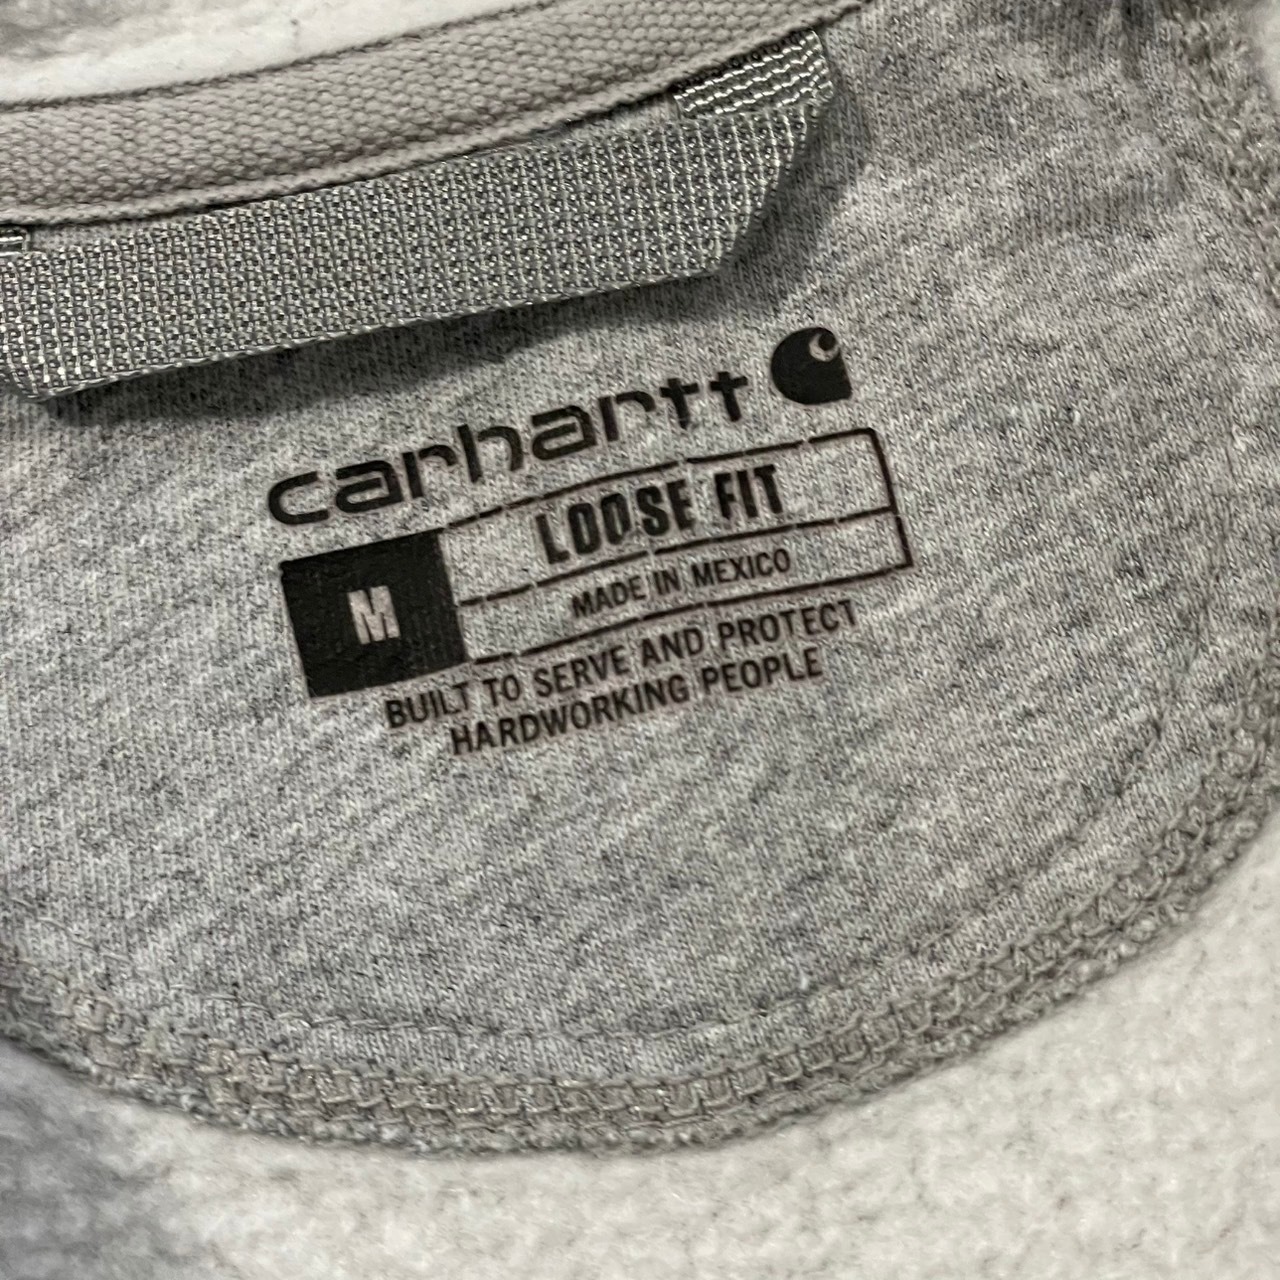 carhartt
M
LOOSE FIT
MADE IN MEXICO
BUILT TO SERVE AND PROTECT
HARDWORKING PEOPLE